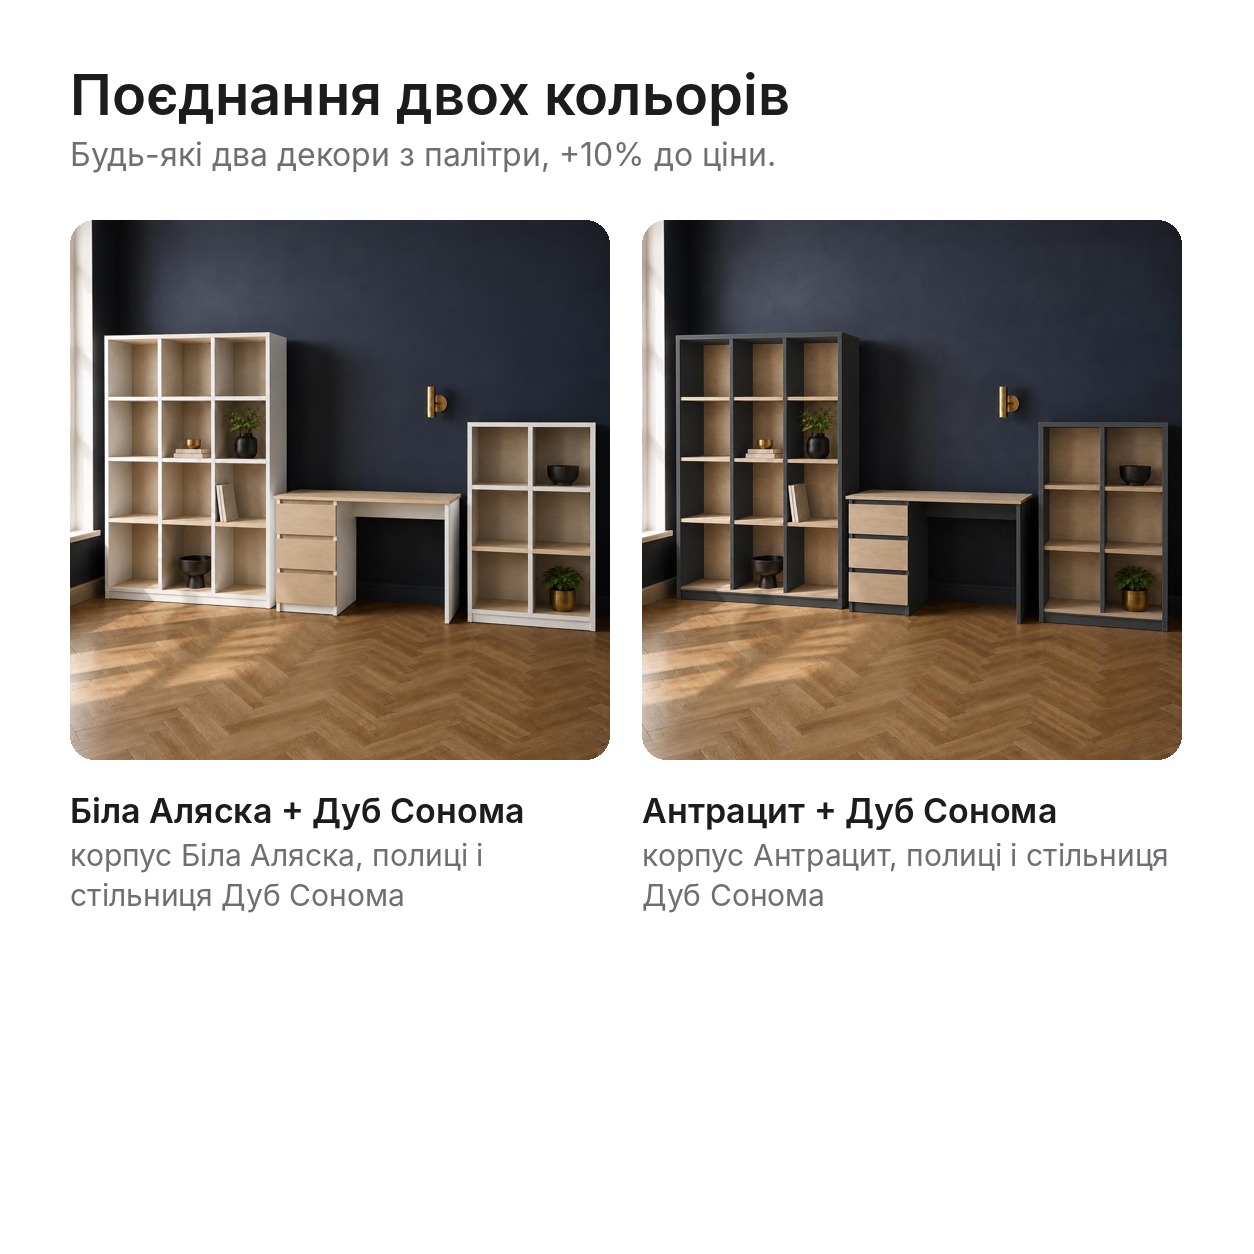 Поєднання двох кольорів
Будь-які два декори з палітри, +10% до ціни.
Біла Аляска + Дуб Сонома
корпус Біла Аляска, полиці і
стільниця Дуб Сонома
Антрацит + Дуб Сонома
корпус Антрацит, полиці і стільниця
Дуб Сонома